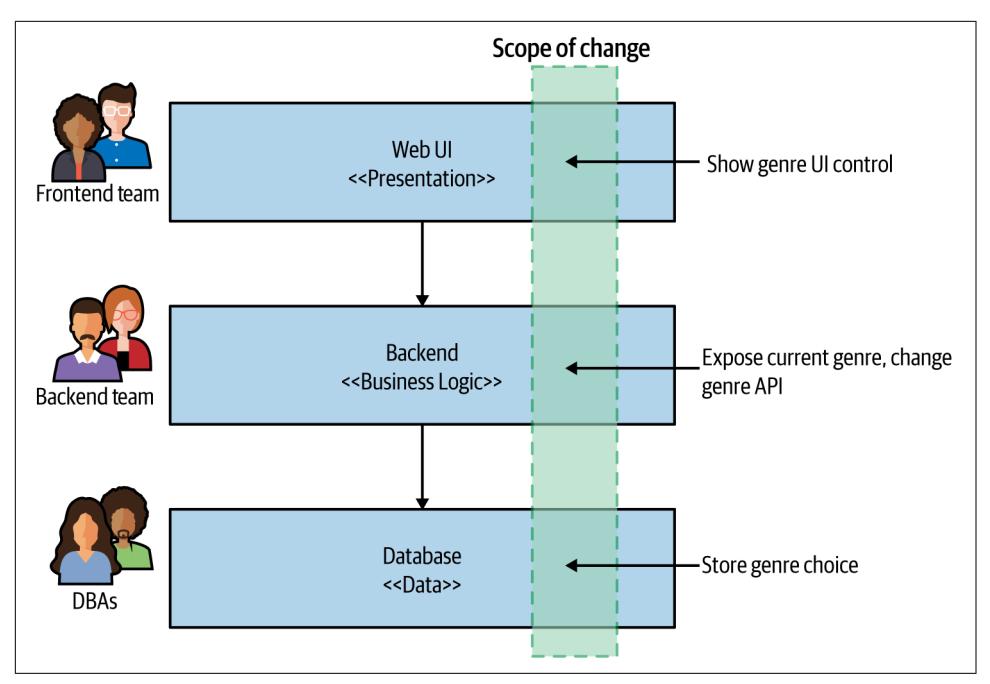 Scope of change
Frontend team
Web UI
<<Presentation>>
Show genre UI control
Backend team
Backend
<<Business Logic>>
Expose current genre, change
genre API
DBAs
Database
<<Data>>
Store genre choice